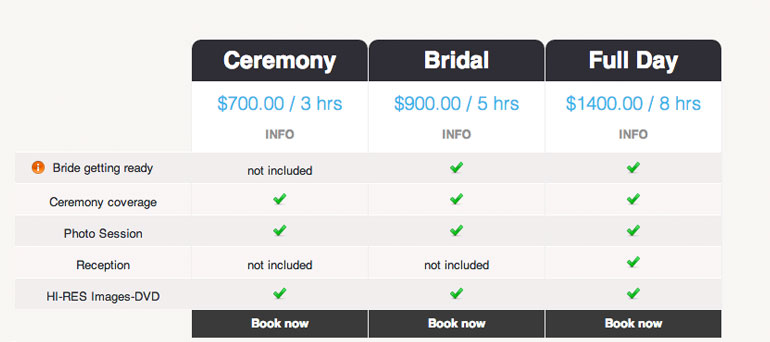 Ceremony Bridal Full Day
$700.00 / 3 hrs $900.00 / 5 hrs $1400.00 / 8 hrs
INFO INFO INFO
Bride getting ready not included
Ceremony coverage
Photo Session
Reception not included not included
HI-RES Images-DVD
Book now Book now Book now